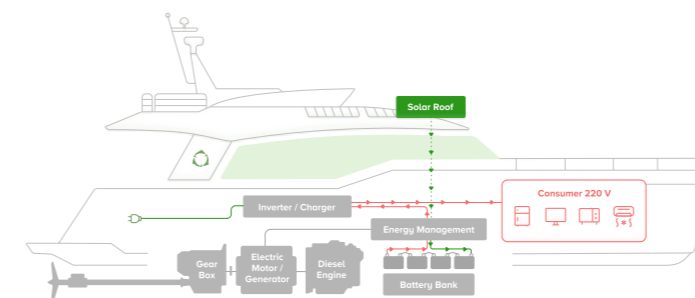 Solar Roof
Consumer 220 V
Inverter / Charger
Energy Management
Gear
Box
Electric
Motor /
Generator
Diesel
Engine
Battery Bank